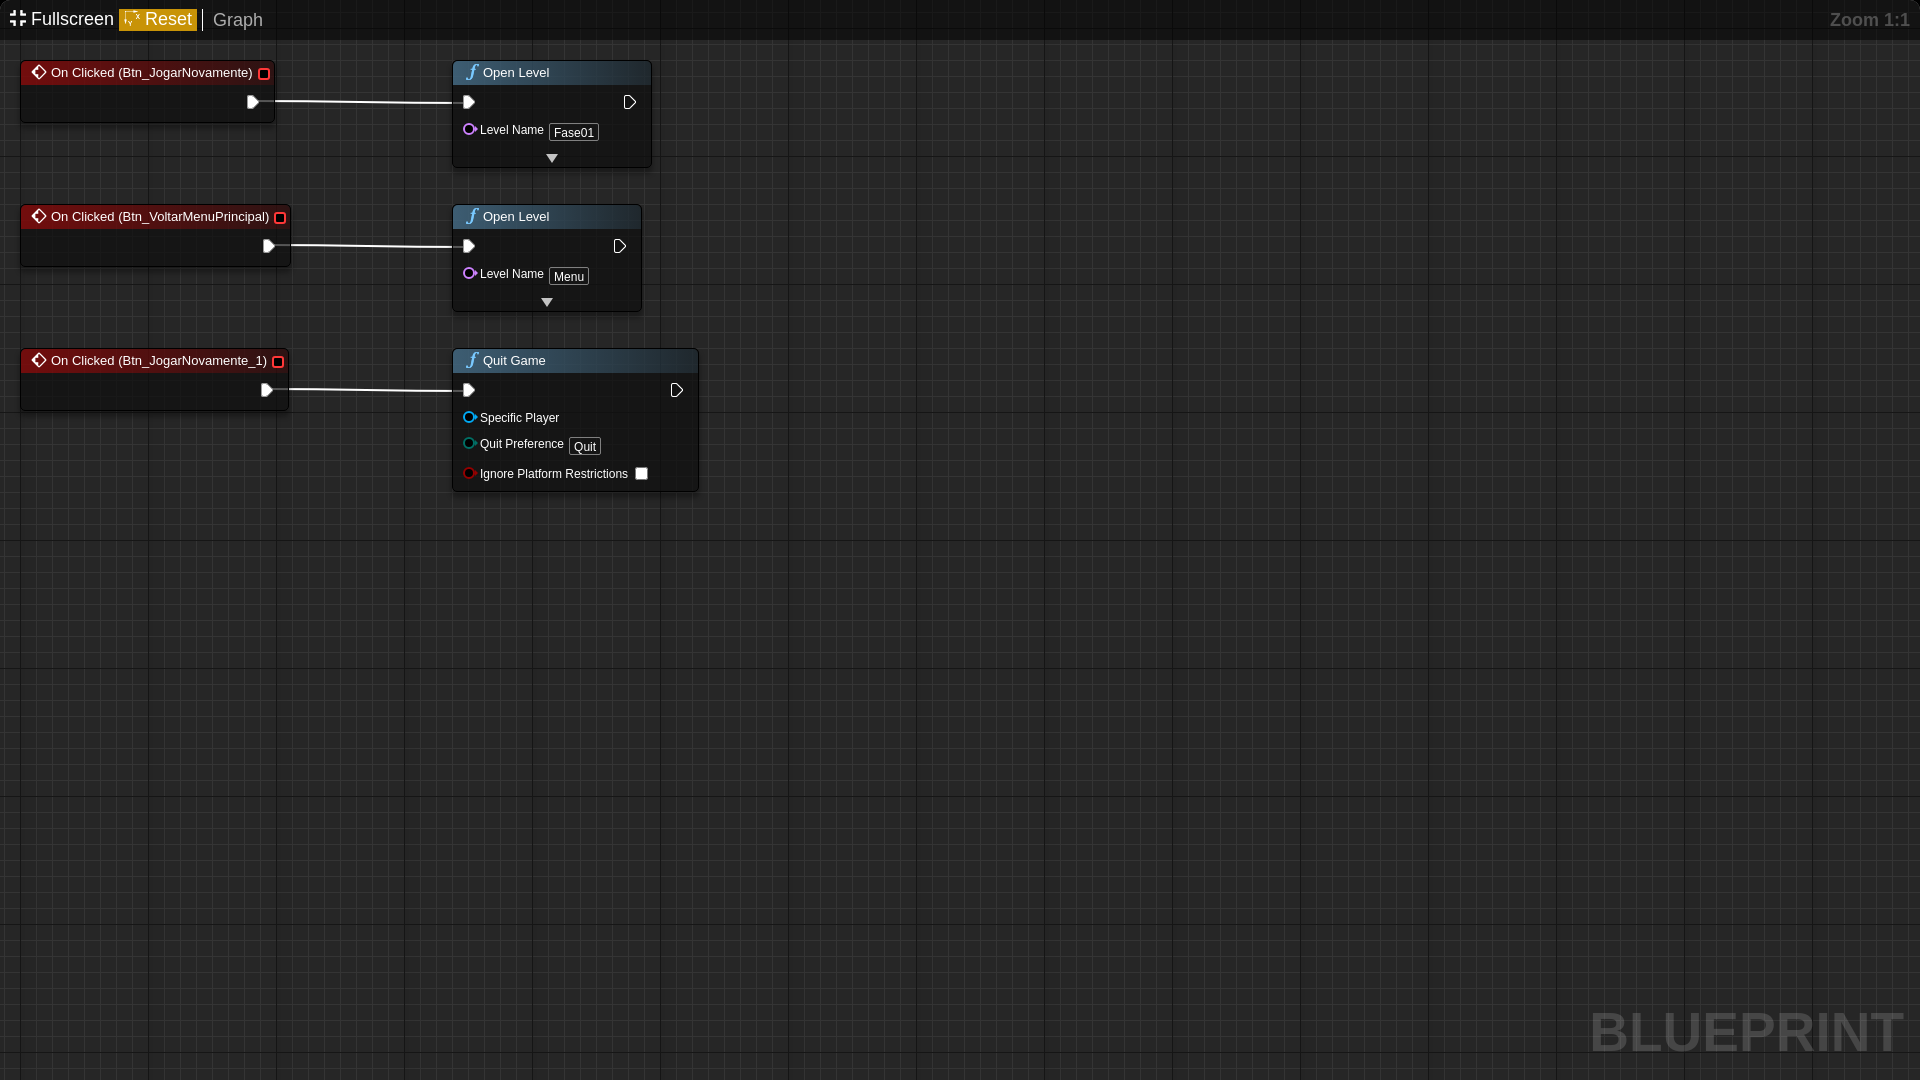 Fullscreen Reset Graph Zoom 1:1
On Clicked (Btn_JogarNovamente)
Open Level
Level Name Fase01
On Clicked (Btn_VoltarMenuPrincipal)
Open Level
Level Name Menu
On Clicked (Btn_JogarNovamente_1)
Quit Game
Specific Player
Quit Preference Quit
Ignore Platform Restrictions
BLUEPRINT